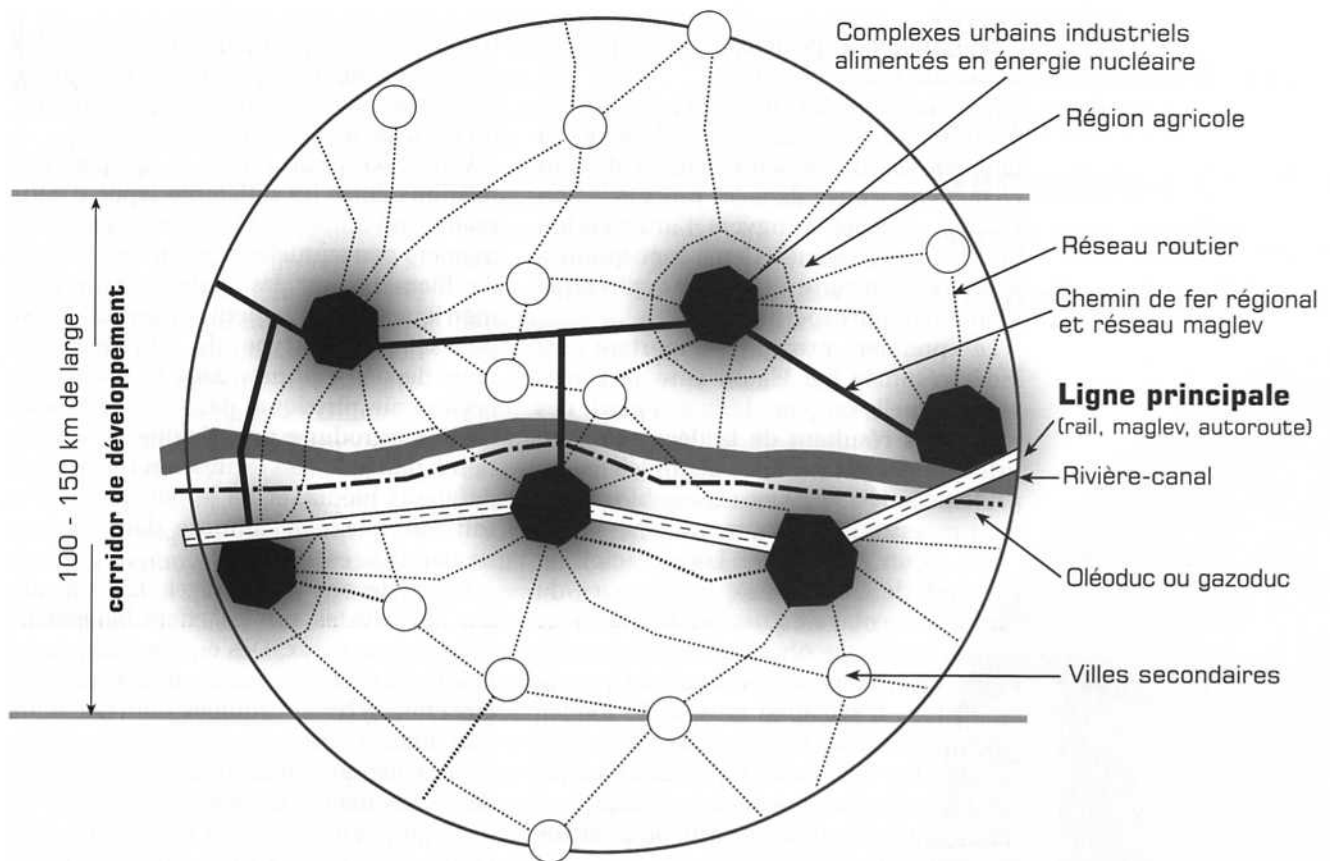 Complexes urbains industriels
alimentés en énergie nucléaire
Région agricole
Réseau routier
Chemin de fer régional
et réseau maglev
Ligne principale
(rail, maglev, autoroute)
Rivière-canal
Oléoduc ou gazoduc
Villes secondaires
100 - 150 km de large
corridor de développement